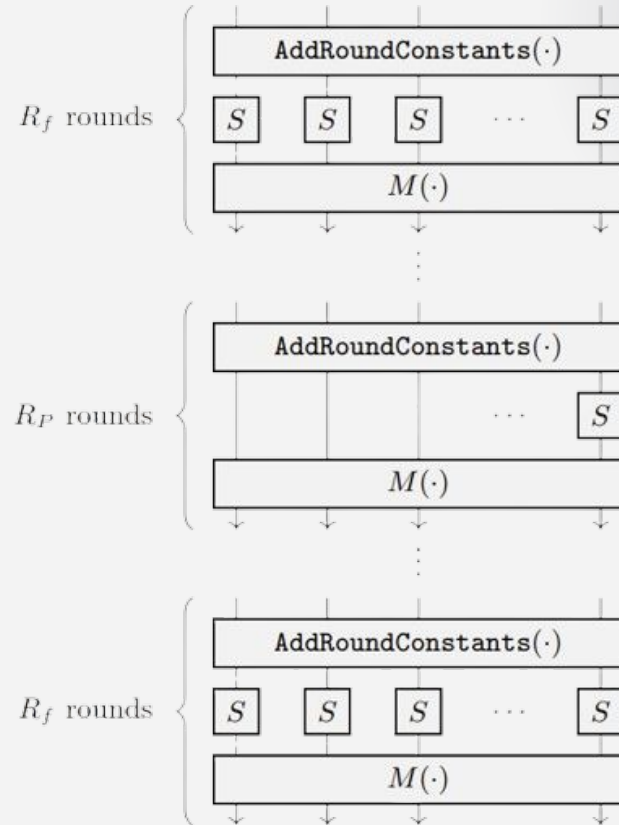 AddRoundConstants(·)
R_f rounds
S S S ··· S
M(·)
⋮
AddRoundConstants(·)
R_P rounds
··· S
M(·)
⋮
AddRoundConstants(·)
R_f rounds
S S S ··· S
M(·)